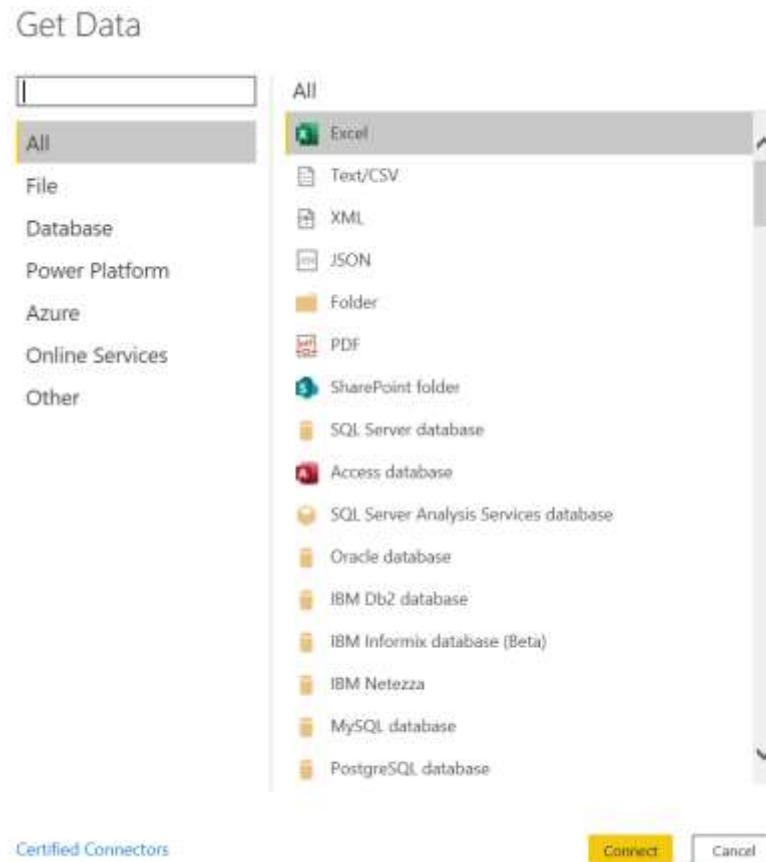 Get Data
All
File
Database
Power Platform
Azure
Online Services
Other
All
Excel
Text/CSV
XML
JSON
Folder
PDF
SharePoint folder
SQL Server database
Access database
SQL Server Analysis Services database
Oracle database
IBM Db2 database
IBM Informix database (Beta)
IBM Netezza
MySQL database
PostgreSQL database
Certified Connectors
Connect
Cancel